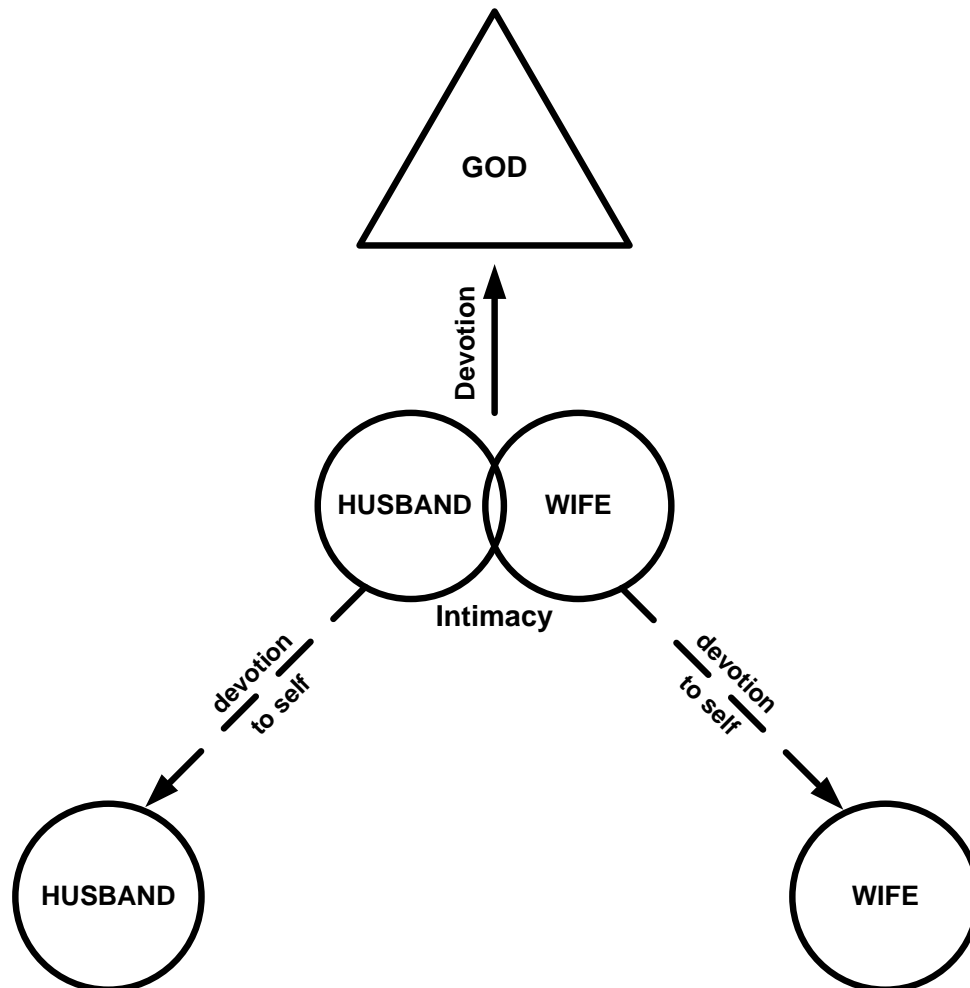 GOD
Devotion
HUSBAND
WIFE
Intimacy
devotion
to self
devotion
to self
HUSBAND
WIFE